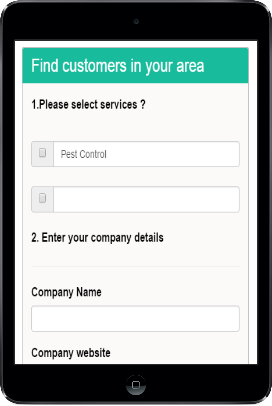 Find customers in your area
1.Please select services ?
Pest Control
2. Enter your company details
Company Name
Company website